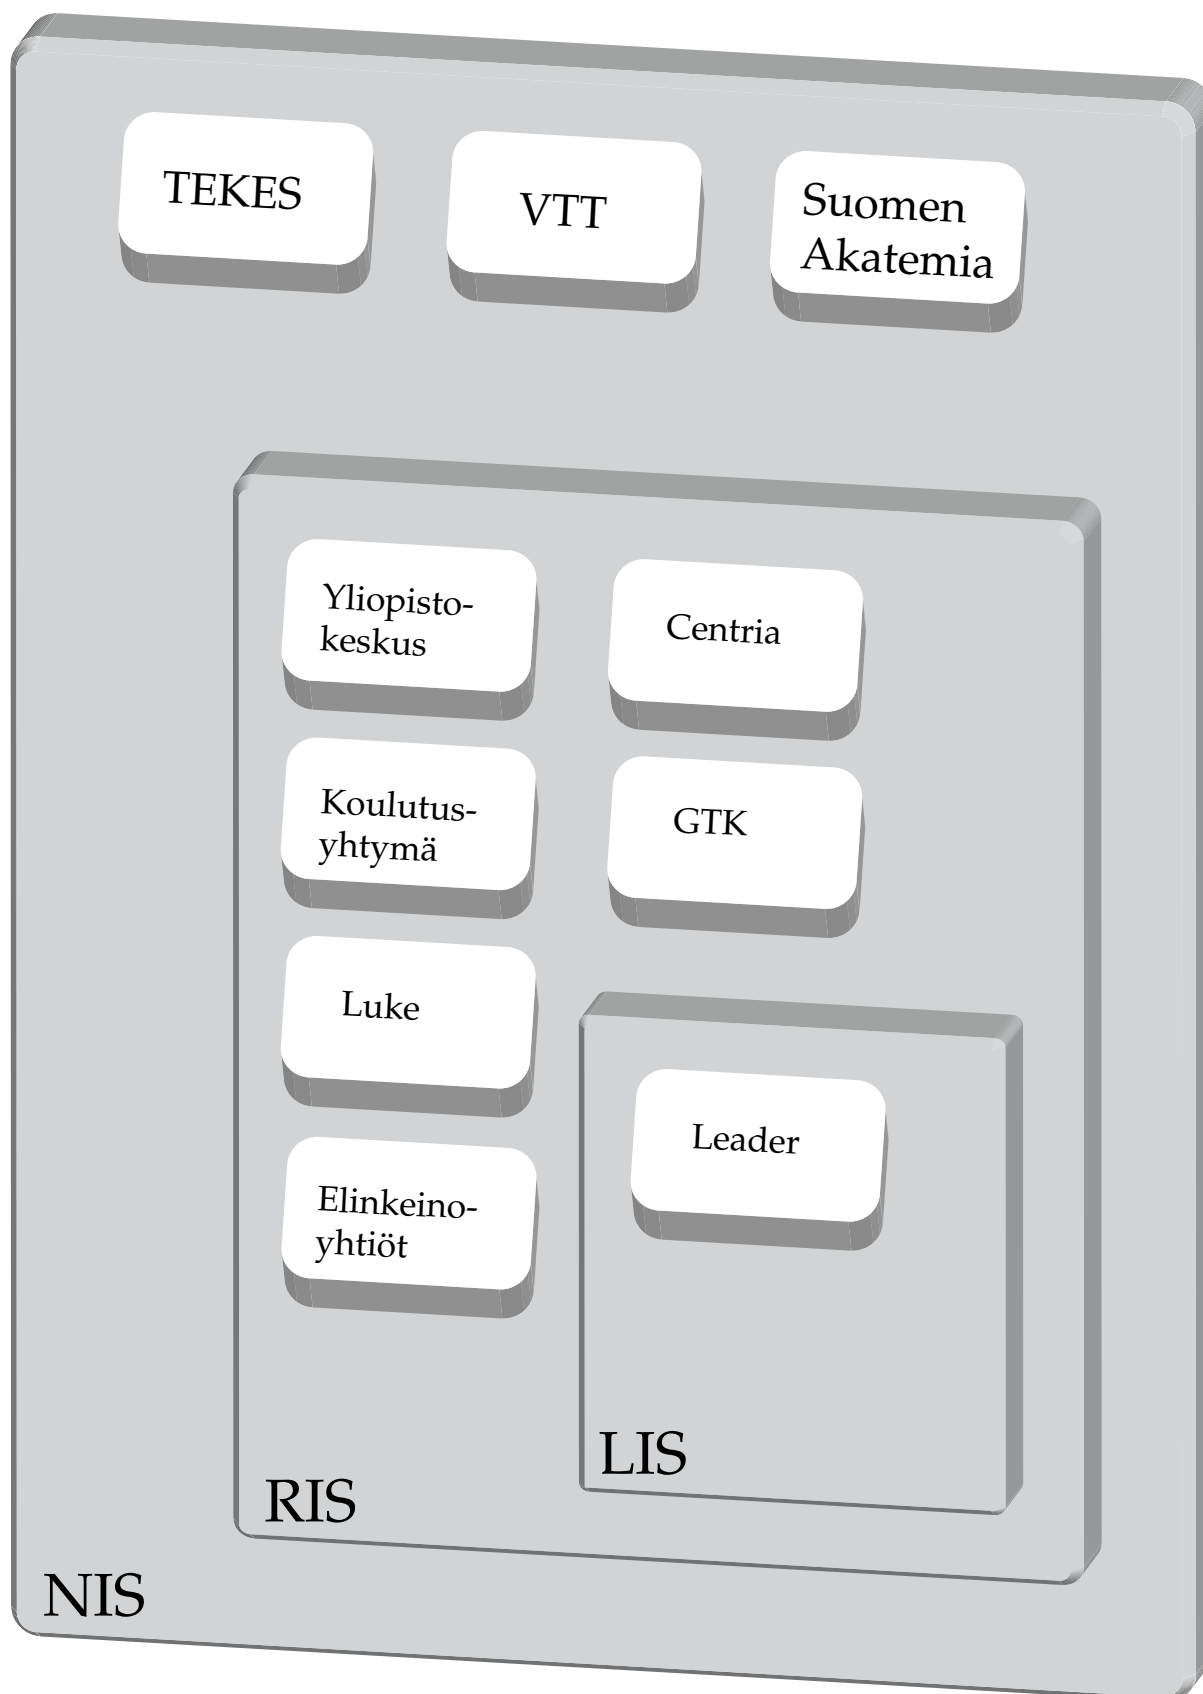 TEKES
VTT
Suomen
Akatemia
Yliopisto-
keskus
Centria
Koulutus-
yhtymä
GTK
Luke
Leader
Elinkeino-
yhtiöt
LIS
RIS
NIS